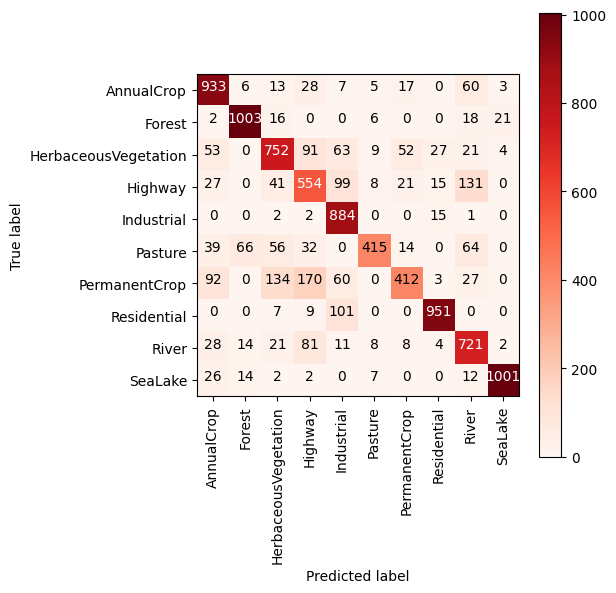 AnnualCrop 933 6 13 28 7 5 17 0 60 3
Forest 2 1003 16 0 0 6 0 0 18 21
HerbaceousVegetation 53 0 752 91 63 9 52 27 21 4
Highway 27 0 41 554 99 8 21 15 131 0
Industrial 0 0 2 2 884 0 0 15 1 0
Pasture 39 66 56 32 0 415 14 0 64 0
PermanentCrop 92 0 134 170 60 0 412 3 27 0
Residential 0 0 7 9 101 0 0 951 0 0
River 28 14 21 81 11 8 8 4 721 2
SeaLake 26 14 2 2 0 7 0 0 12 1001
True label
AnnualCrop
Forest
HerbaceousVegetation
Highway
Industrial
Pasture
PermanentCrop
Residential
River
SeaLake
Predicted label
1000
800
600
400
200
0